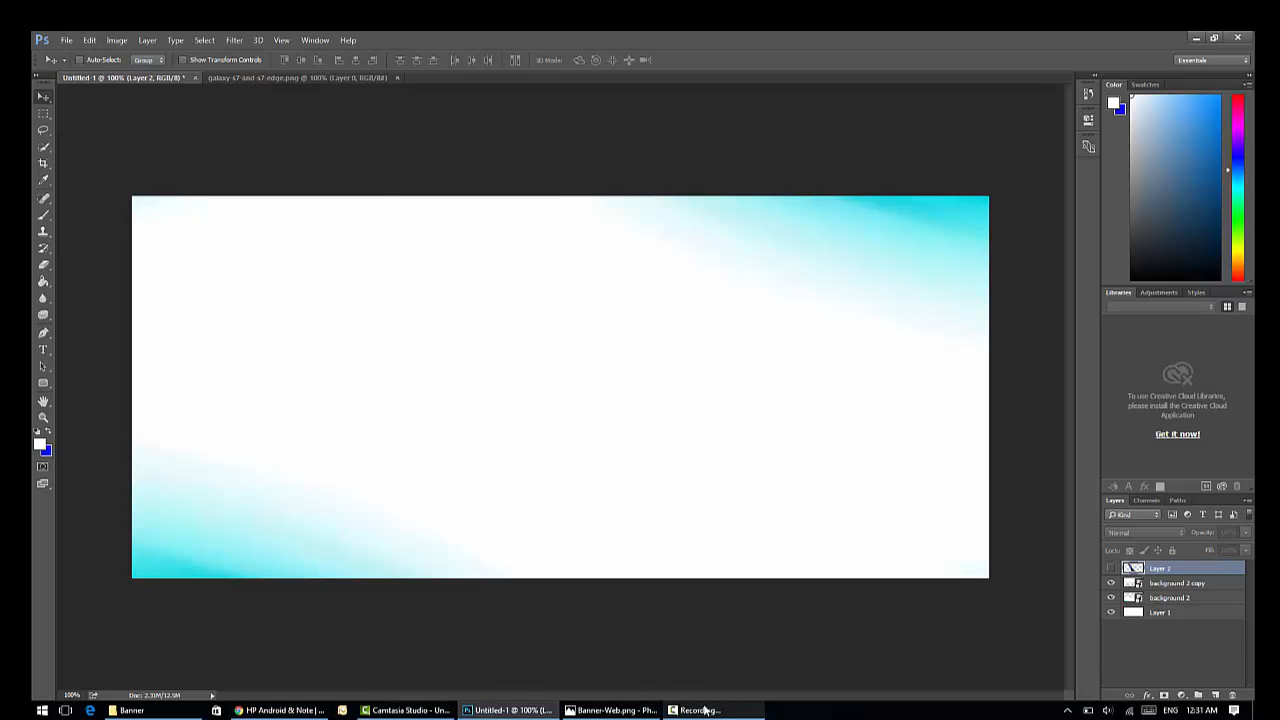 Ps File Edit Image Layer Type Select Filter 3D View Window Help
Auto-Select: Group Show Transform Controls 3D Mode: Essentials
Untitled-1 @ 100% (Layer 2, RGB/8) * × galaxy s7-and-s7-edge.png @ 100% (Layer 0, RGB/8#) ×
Color Swatches
Libraries Adjustments Styles
To use Creative Cloud Libraries,
please install the Creative Cloud
Application
Get it now!
Layers Channels Paths
Kind
Normal Opacity: 100%
Lock: Fill: 100%
Layer 2
background 2 copy
background 2
Layer 1
100% Doc: 2.31M/12.5M
Banner HP Android & Note |... Camtasia Studio - Un... Untitled-1 @ 100% (L... Banner-Web.png - Ph... Recording... ENG 12:31 AM